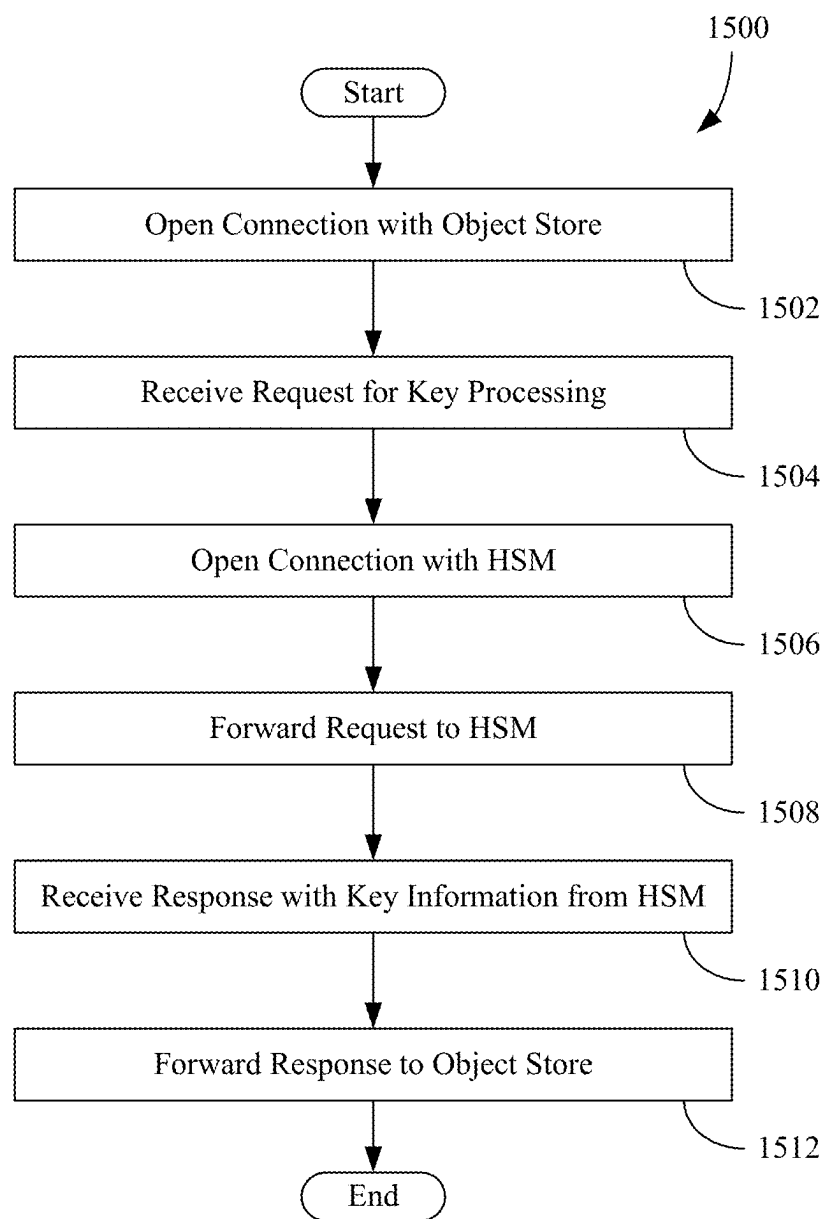 1500
Start
Open Connection with Object Store
1502
Receive Request for Key Processing
1504
Open Connection with HSM
1506
Forward Request to HSM
1508
Receive Response with Key Information from HSM
1510
Forward Response to Object Store
1512
End